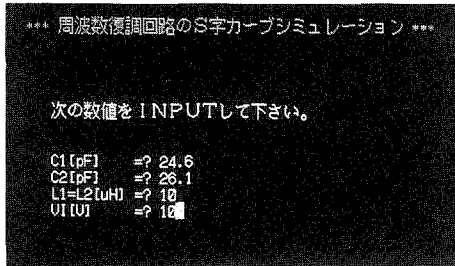 *** 周波数復調回路のS字カーブシミュレーション ***
次の数値をINPUTして下さい。
C1[pF] =? 24.6
C2[pF] =? 26.1
L1=L2[uH] =? 10
VI[V] =? 10